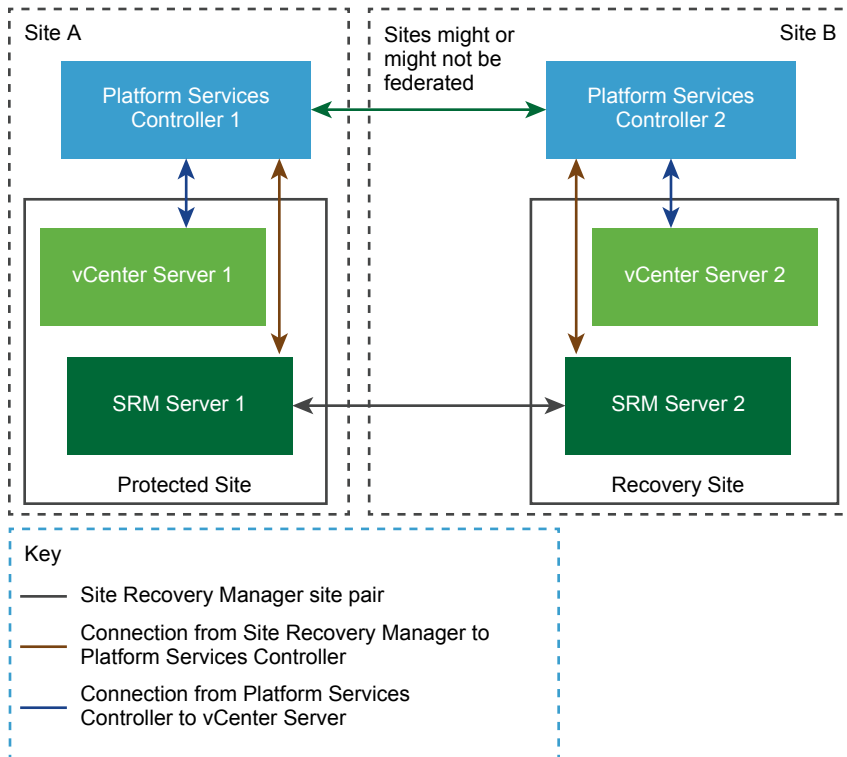 Site A
Sites might or
might not be
federated
Site B
Platform Services
Controller 1
Platform Services
Controller 2
vCenter Server 1
vCenter Server 2
SRM Server 1
SRM Server 2
Protected Site
Recovery Site
Key
Site Recovery Manager site pair
Connection from Site Recovery Manager to
Platform Services Controller
Connection from Platform Services
Controller to vCenter Server